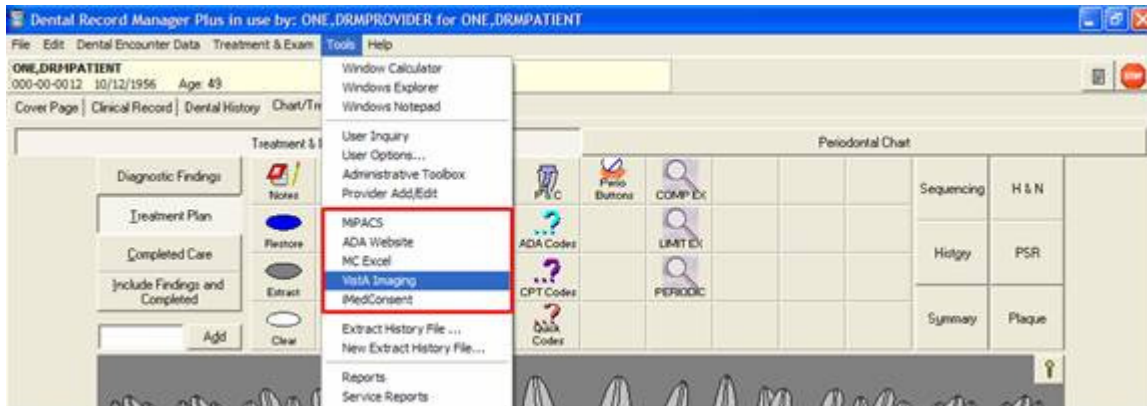 Dental Record Manager Plus in use by: ONE,DRMPROVIDER for ONE,DRMPATIENT
File Edit Dental Encounter Data Treatment & Exam Tools Help
ONE,DRMPATIENT
000-00-0012 10/12/1956 Age: 49
Cover Page Clinical Record Dental History Chart/Tr
Treatment &
Periodontal Chart
Window Calculator
Windows Explorer
Windows Notepad
User Inquiry
User Options...
Administrative Toolbox
Provider Add/Edit
MiPACS
ADA Website
MC Excel
VistA Imaging
iMedConsent
Extract History File ...
New Extract History File...
Reports
Service Reports
Diagnostic Findings
Treatment Plan
Completed Care
Include Findings and
Completed
Add
Notes
Restore
Extract
Clear
P&C
ADA Codes
CPT Codes
Quick
Codes
Perio
Buttons
COMP EX
LIMIT EX
PERIODIC
Sequencing
H & N
History
PSR
Summary
Plaque